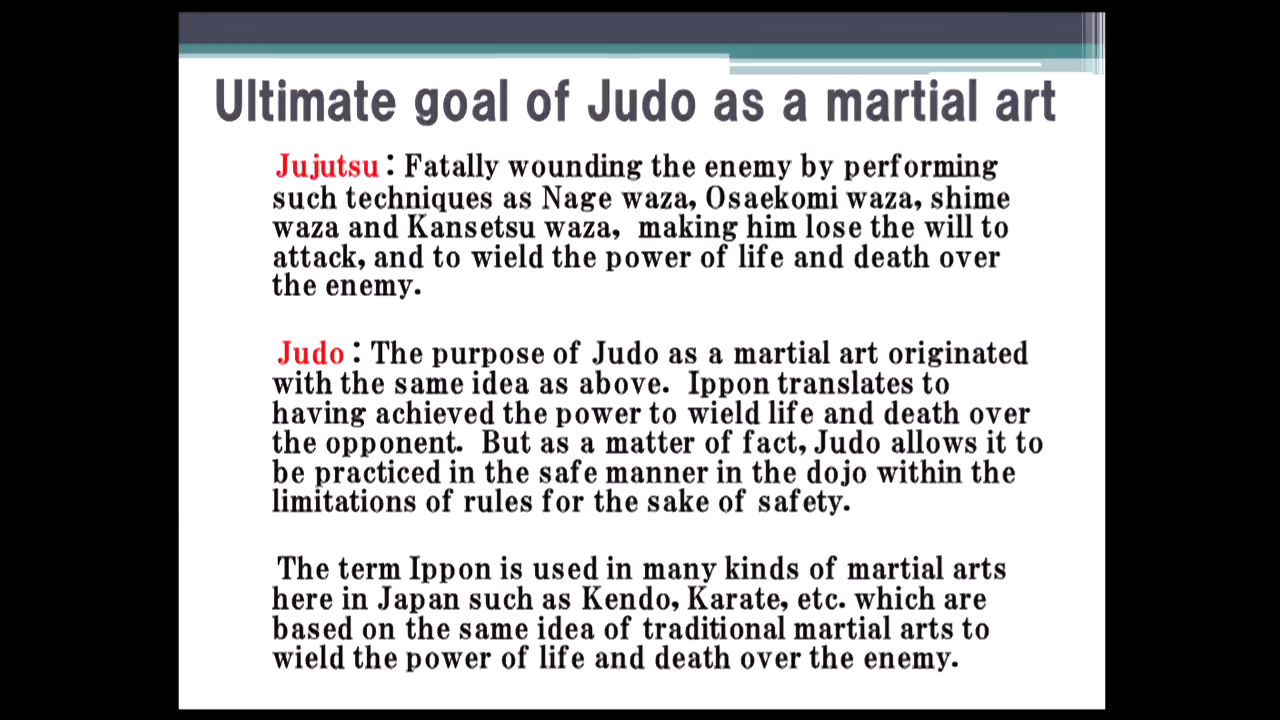 Ultimate goal of Judo as a martial art
Jujutsu: Fatally wounding the enemy by performing
such techniques as Nage waza, Osaekomi waza, shime
waza and Kansetsu waza, making him lose the will to
attack, and to wield the power of life and death over
the enemy.
Judo: The purpose of Judo as a martial art originated
with the same idea as above. Ippon translates to
having achieved the power to wield life and death over
the opponent. But as a matter of fact, Judo allows it to
be practiced in the safe manner in the dojo within the
limitations of rules for the sake of safety.
The term Ippon is used in many kinds of martial arts
here in Japan such as Kendo, Karate, etc. which are
based on the same idea of traditional martial arts to
wield the power of life and death over the enemy.